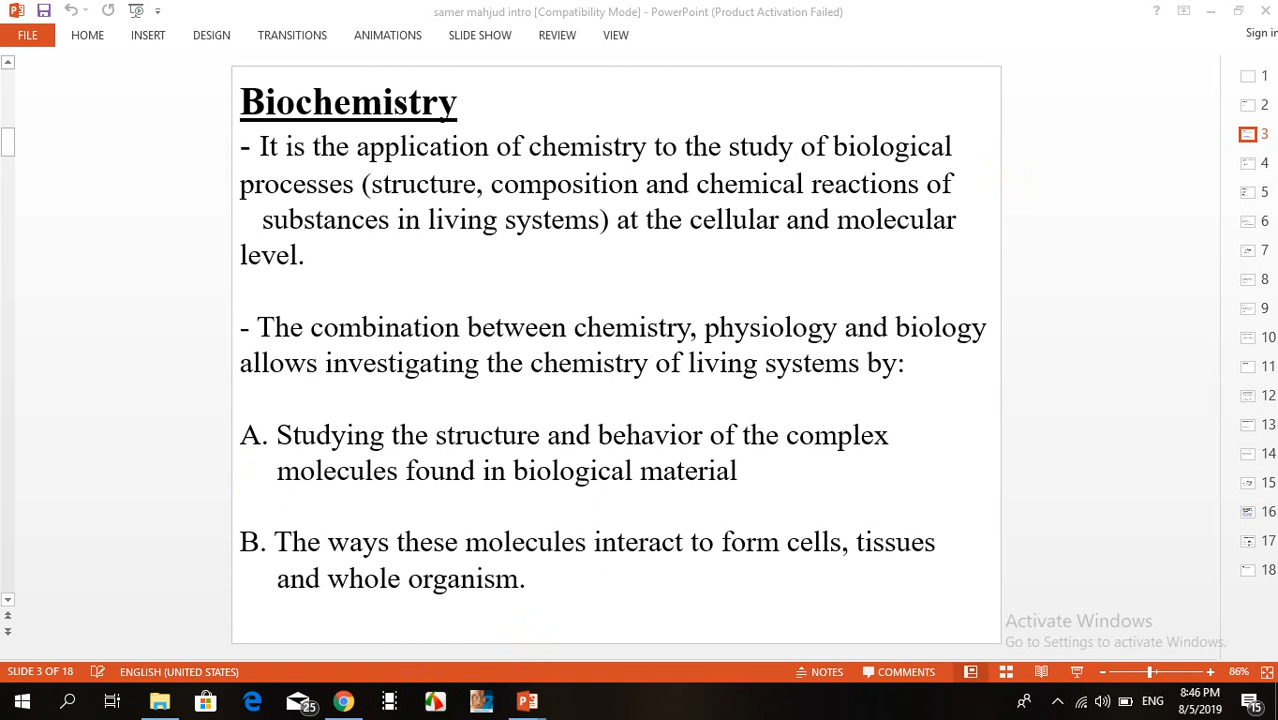 samer mahjud intro [Compatibility Mode] - PowerPoint (Product Activation Failed)
FILE HOME INSERT DESIGN TRANSITIONS ANIMATIONS SLIDE SHOW REVIEW VIEW
Sign in
Biochemistry
- It is the application of chemistry to the study of biological
processes (structure, composition and chemical reactions of
substances in living systems) at the cellular and molecular
level.
- The combination between chemistry, physiology and biology
allows investigating the chemistry of living systems by:
A. Studying the structure and behavior of the complex
molecules found in biological material
B. The ways these molecules interact to form cells, tissues
and whole organism.
1
2
3
4
5
6
7
8
9
10
11
12
13
14
15
16
17
18
Activate Windows
Go to Settings to activate Windows.
SLIDE 3 OF 18 ENGLISH (UNITED STATES) NOTES COMMENTS 86%
25 ENG 8:46 PM
8/5/2019 15